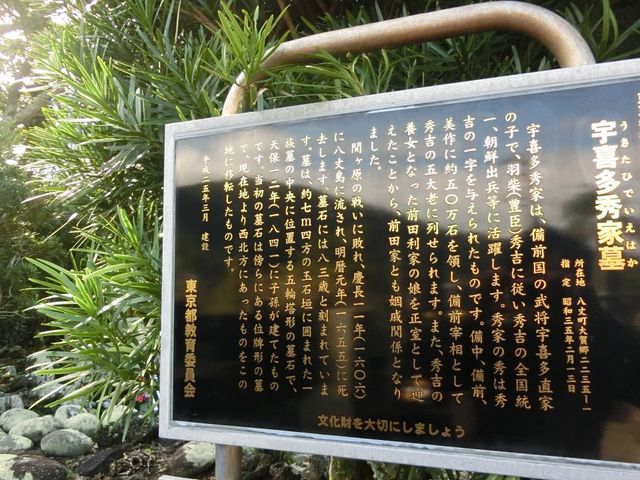 宇喜多秀家墓
うきたひでいえはか
所在地　八丈町大賀郷二二三五-一
指　定　昭和三五年二月一三日
宇喜多秀家は、備前国の武将宇喜多直家
の子で、羽柴(豊臣)秀吉に従い秀吉の全国統
一、朝鮮出兵等に活躍します。秀家の秀は秀
吉の一字を与えられたものです。備中、備前、
美作に約五〇万石を領し、備前宰相として
秀吉の五大老に列せられます。また、秀吉の
養女となった前田利家の娘を正室として迎
えたことから、前田家とも姻戚関係となり
ました。
関ヶ原の戦いに敗れ、慶長一一年(一六〇六)
に八丈島に流され、明暦元年(一六五五)に死
去します。墓石には八三歳と刻まれていま
す。墓は、約七m四方の玉石垣に囲まれた一
族墓の中央に位置する五輪塔形の墓石で、
天保一二年(一八四一)に子孫が建てたもの
です。当初の墓石は傍らにある位牌形の墓
で、現在地より西北方にあったものをこの
地に移転したものです。
平成二五年三月　建設
東京都教育委員会
文化財を大切にしましょう